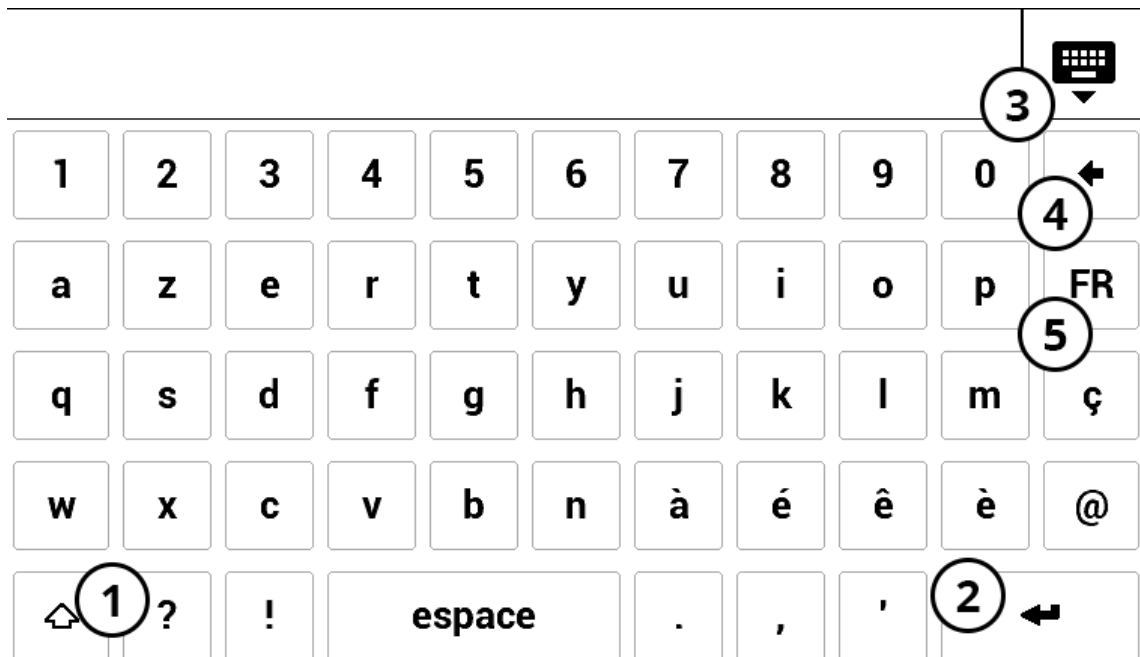 3
1 2 3 4 5 6 7 8 9 0
4
a z e r t y u i o p FR
5
q s d f g h j k l m ç
w x c v b n à é ê è @
1 ? ! espace . , ' 2